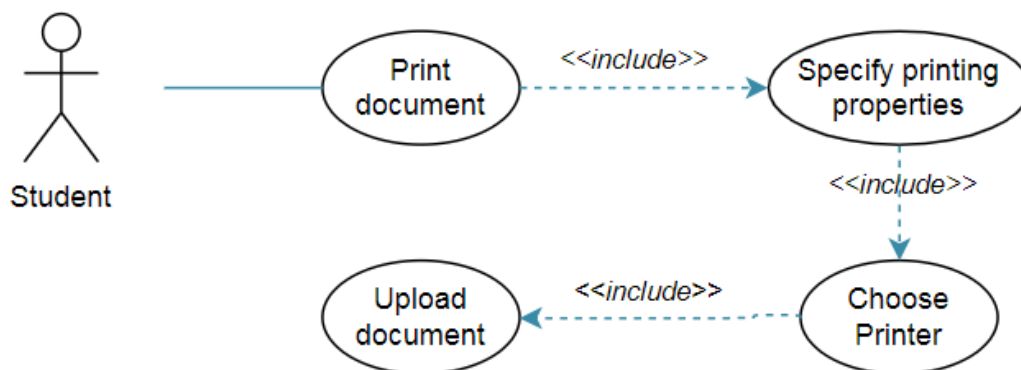 Print
document
<<include>>
Specify printing
properties
Student
<<include>>
Upload
document
<<include>>
Choose
Printer